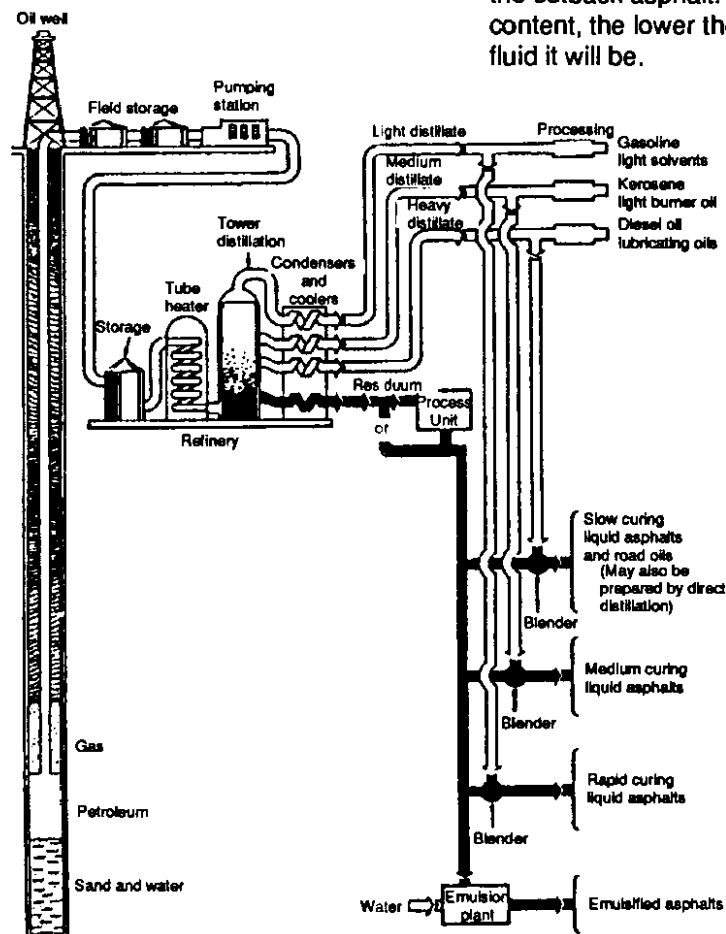 the cutback asphalt.
content, the lower the
fluid it will be.
Oil well
Field storage
Pumping
station
Light distillate
Processing
Gasoline
light solvents
Medium
distillate
Kerosene
light burner oil
Heavy
distillate
Diesel oil
lubricating oils
Tower
distillation
Condensers
and
coolers
Tube
heater
Storage
Res duum
or
Process
Unit
Refinery
Slow curing
liquid asphalts
and road oils
(May also be
prepared by direct
distillation)
Blender
Medium curing
liquid asphalts
Blender
Gas
Rapid curing
liquid asphalts
Petroleum
Blender
Sand and water
Water
Emulsion
plant
Emulsified asphalts